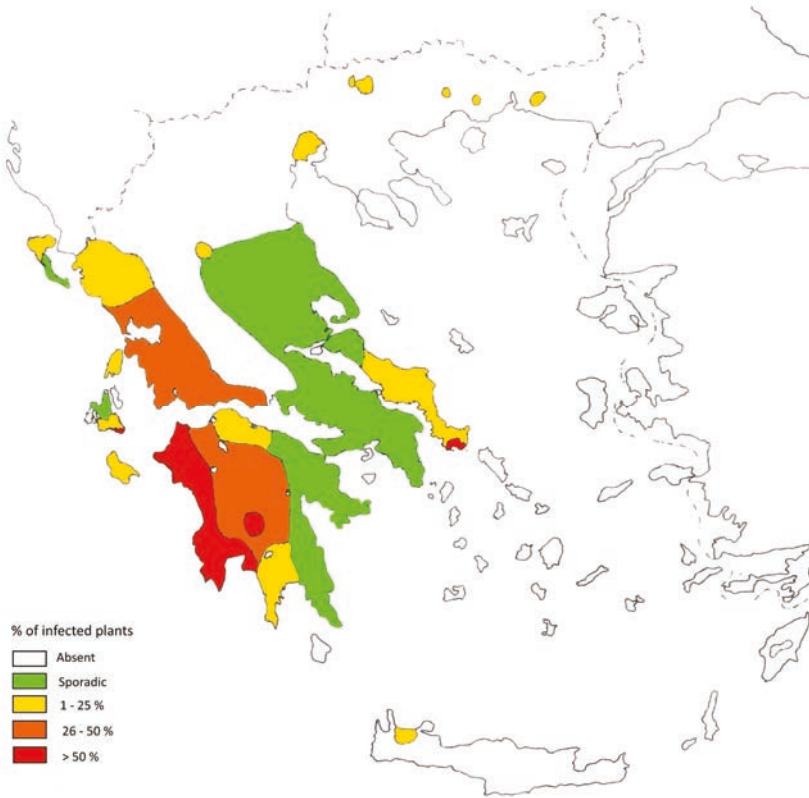 % of infected plants
Absent
Sporadic
1 - 25 %
26 - 50 %
> 50 %